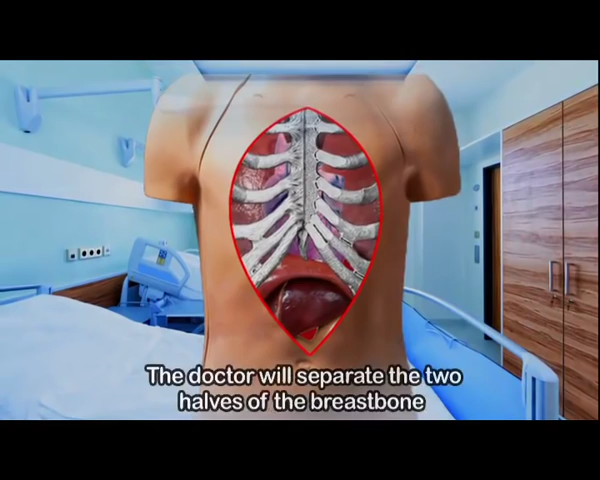 The doctor will separate the two
halves of the breastbone